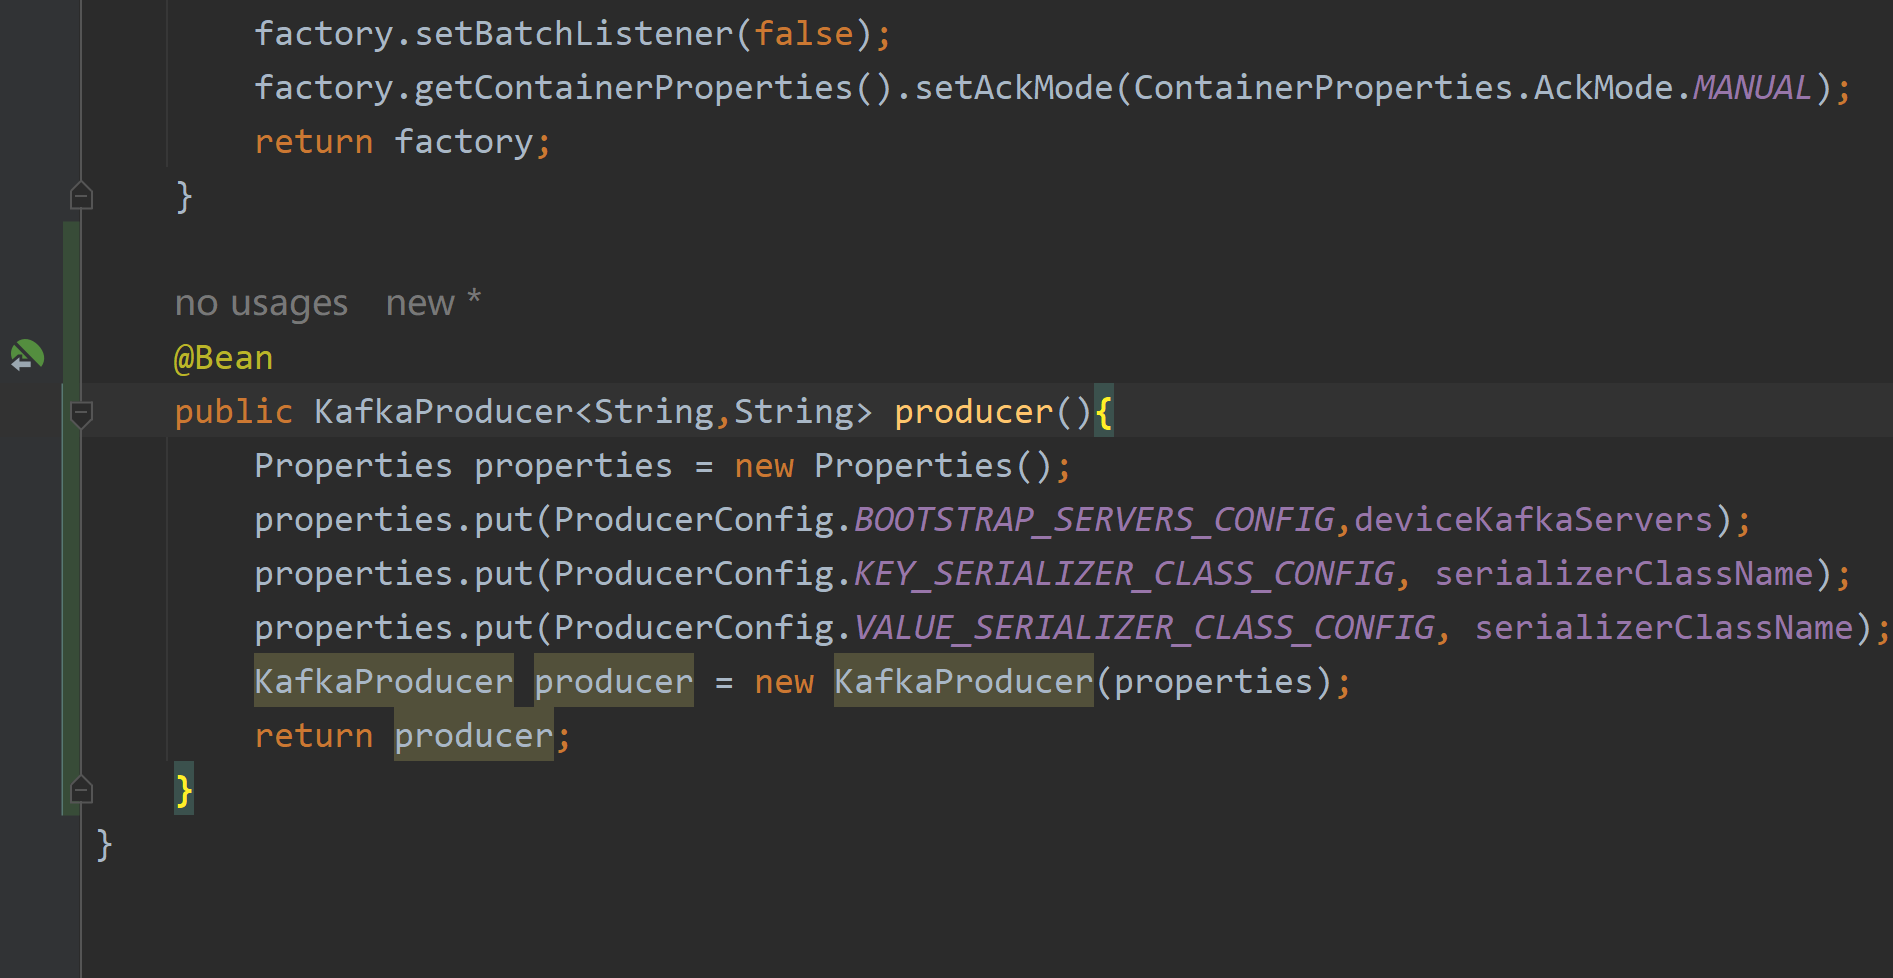 factory.setBatchListener(false);
factory.getContainerProperties().setAckMode(ContainerProperties.AckMode.MANUAL);
return factory;
}
no usages new *
@Bean
public KafkaProducer<String,String> producer(){
Properties properties = new Properties();
properties.put(ProducerConfig.BOOTSTRAP_SERVERS_CONFIG,deviceKafkaServers);
properties.put(ProducerConfig.KEY_SERIALIZER_CLASS_CONFIG, serializerClassName);
properties.put(ProducerConfig.VALUE_SERIALIZER_CLASS_CONFIG, serializerClassName);
KafkaProducer producer = new KafkaProducer(properties);
return producer;
}
}